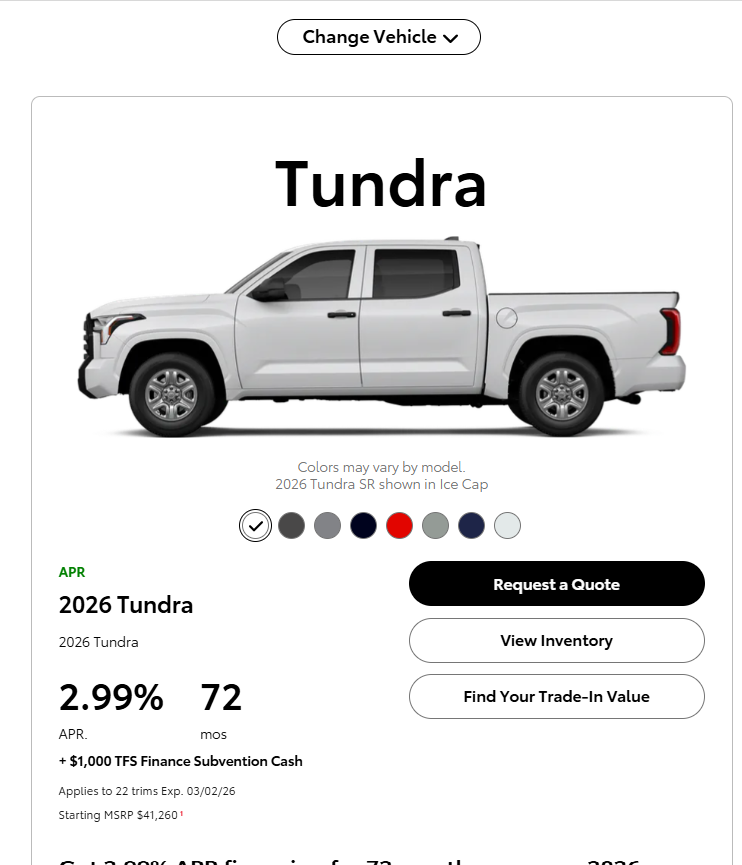 Change Vehicle
Tundra
Colors may vary by model.
2026 Tundra SR shown in Ice Cap
APR
2026 Tundra
2026 Tundra
2.99% 72
APR. mos
+ $1,000 TFS Finance Subvention Cash
Applies to 22 trims Exp. 03/02/26
Starting MSRP $41,260 1
Request a Quote
View Inventory
Find Your Trade-In Value